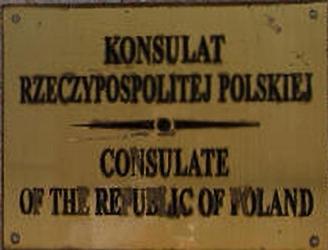 KONSULAT
RZECZYPOSPOLITEJ POLSKIEJ
CONSULATE
OF THE REPUBLIC OF POLAND